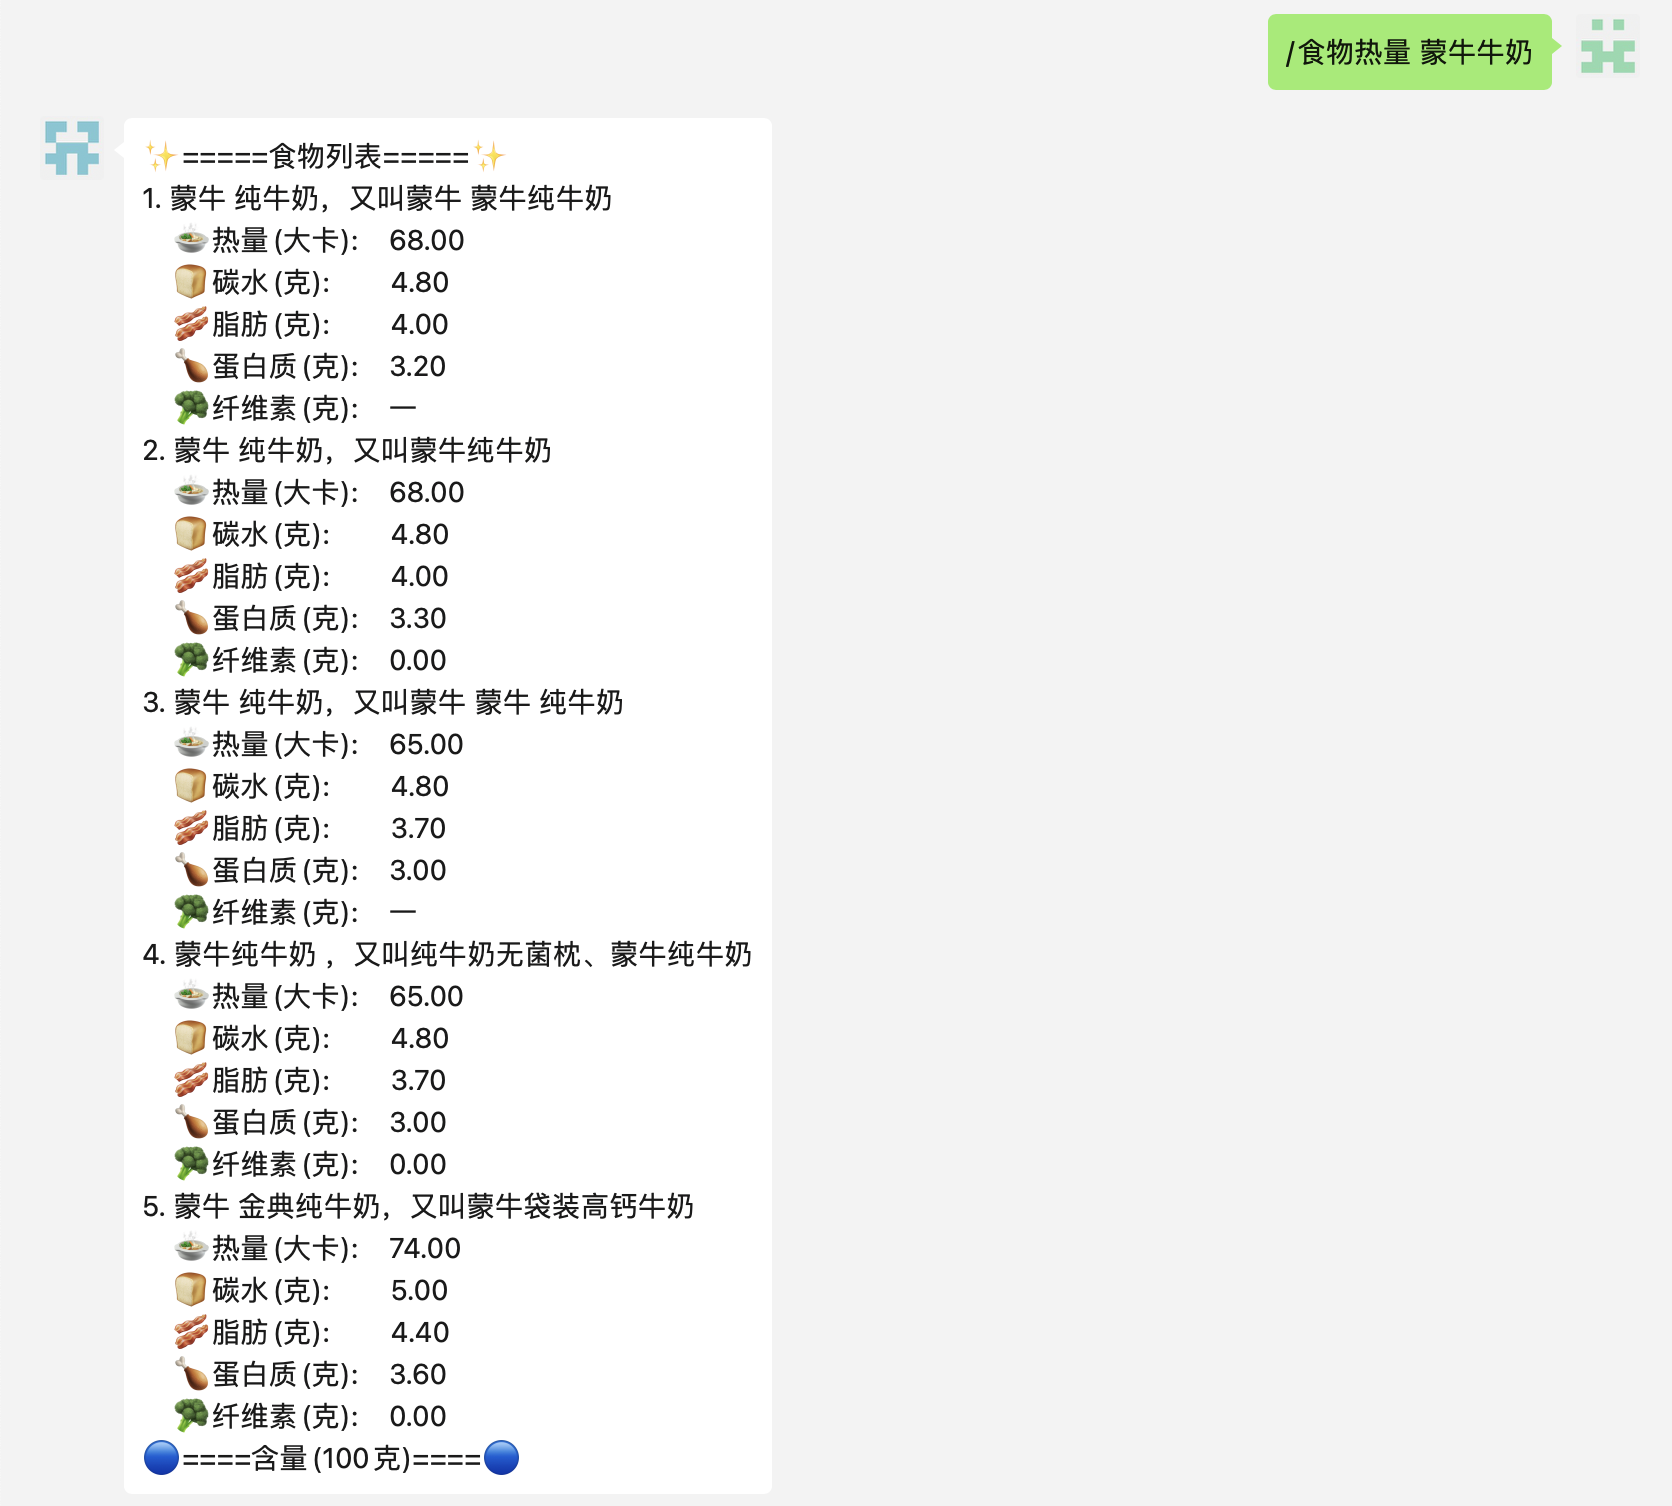 /食物热量 蒙牛牛奶
✨=====食物列表=====✨
1. 蒙牛 纯牛奶，又叫蒙牛 蒙牛纯牛奶
🍜热量(大卡): 68.00
🍞碳水(克): 4.80
🥓脂肪(克): 4.00
🍗蛋白质(克): 3.20
🥦纤维素(克): 一
2. 蒙牛 纯牛奶，又叫蒙牛纯牛奶
🍜热量(大卡): 68.00
🍞碳水(克): 4.80
🥓脂肪(克): 4.00
🍗蛋白质(克): 3.30
🥦纤维素(克): 0.00
3. 蒙牛 纯牛奶，又叫蒙牛 蒙牛 纯牛奶
🍜热量(大卡): 65.00
🍞碳水(克): 4.80
🥓脂肪(克): 3.70
🍗蛋白质(克): 3.00
🥦纤维素(克): 一
4. 蒙牛纯牛奶 ，又叫纯牛奶无菌枕、蒙牛纯牛奶
🍜热量(大卡): 65.00
🍞碳水(克): 4.80
🥓脂肪(克): 3.70
🍗蛋白质(克): 3.00
🥦纤维素(克): 0.00
5. 蒙牛 金典纯牛奶，又叫蒙牛袋装高钙牛奶
🍜热量(大卡): 74.00
🍞碳水(克): 5.00
🥓脂肪(克): 4.40
🍗蛋白质(克): 3.60
🥦纤维素(克): 0.00
🔵====含量(100克)====🔵